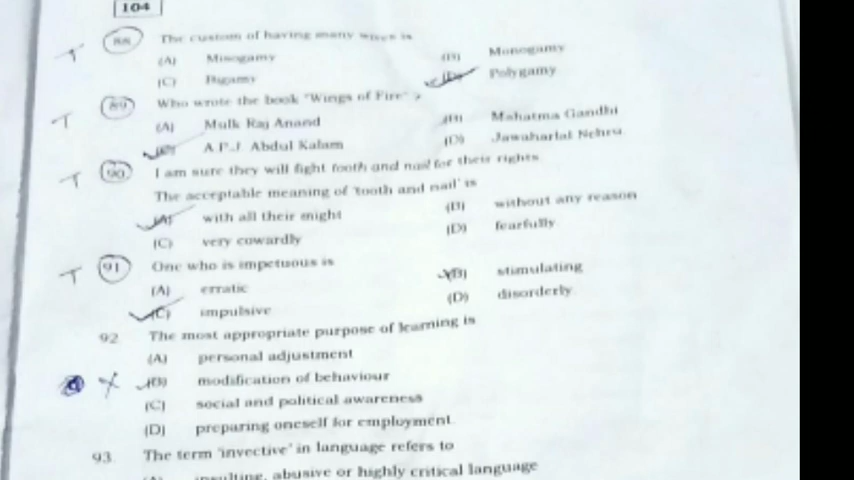 104
88 The custom of having many wives is
(A) Misogamy (B) Monogamy
(C) Bigamy (D) Polygamy
89 Who wrote the book "Wings of Fire" ?
(A) Mulk Raj Anand (B) Mahatma Gandhi
(C) A.P.J. Abdul Kalam (D) Jawaharlal Nehru
90 I am sure they will fight tooth and nail for their rights
The acceptable meaning of 'tooth and nail' is
(A) with all their might (B) without any reason
(C) very cowardly (D) fearfully
91 One who is impetuous is
(A) erratic (B) stimulating
(C) impulsive (D) disorderly
92 The most appropriate purpose of learning is
(A) personal adjustment
(B) modification of behaviour
(C) social and political awareness
(D) preparing oneself for employment
93 The term 'invective' in language refers to
(A) insulting, abusive or highly critical language